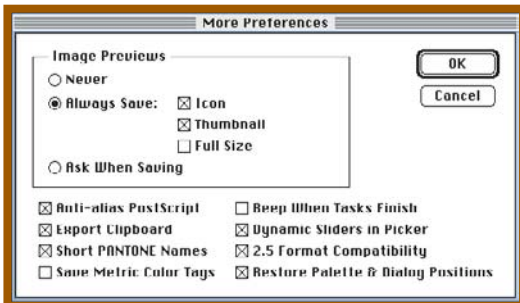 More Preferences
Image Previews
Never
Always Save:
Icon
Thumbnail
Full Size
Ask When Saving
OK
Cancel
Anti-alias PostScript
Export Clipboard
Short PANTONE Names
Save Metric Color Tags
Beep When Tasks Finish
Dynamic Sliders in Picker
2.5 Format Compatibility
Restore Palette & Dialog Positions